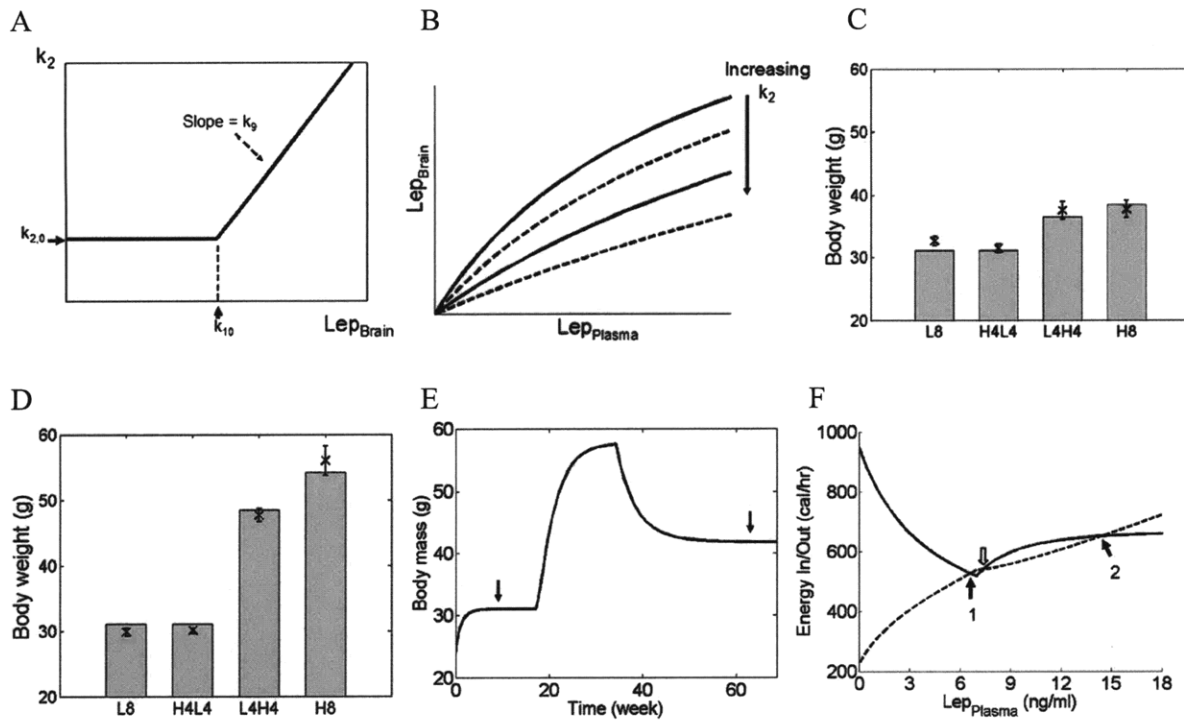 A
k2
Slope = k9
k2,0
k10
LepBrain
B
Increasing
k2
LepBrain
LepPlasma
C
Body weight (g)
60
50
40
30
20
L8 H4L4 L4H4 H8
D
Body weight (g)
60
50
40
30
20
L8 H4L4 L4H4 H8
E
Body mass (g)
60
50
40
30
20
0 20 40 60
Time (week)
F
Energy In/Out (cal/hr)
1000
800
600
400
200
1
2
0 3 6 9 12 15 18
LepPlasma (ng/ml)